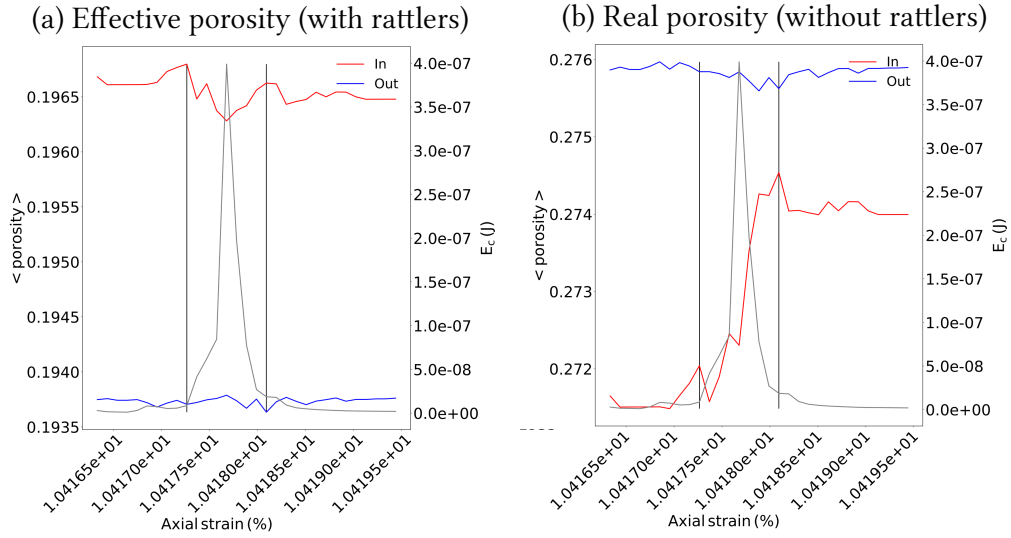 (a) Effective porosity (with rattlers)
In
Out
0.1965
0.1960
0.1955
0.1950
0.1945
0.1940
0.1935
< porosity >
4.0e-07
3.5e-07
3.0e-07
2.5e-07
2.0e-07
1.5e-07
1.0e-07
5.0e-08
0.0e+00
Ec (J)
1.04165e+01
1.04170e+01
1.04175e+01
1.04180e+01
1.04185e+01
1.04190e+01
1.04195e+01
Axial strain (%)
(b) Real porosity (without rattlers)
In
Out
0.276
0.275
0.274
0.273
0.272
< porosity >
4.0e-07
3.5e-07
3.0e-07
2.5e-07
2.0e-07
1.5e-07
1.0e-07
5.0e-08
0.0e+00
Ec (J)
1.04165e+01
1.04170e+01
1.04175e+01
1.04180e+01
1.04185e+01
1.04190e+01
1.04195e+01
Axial strain (%)